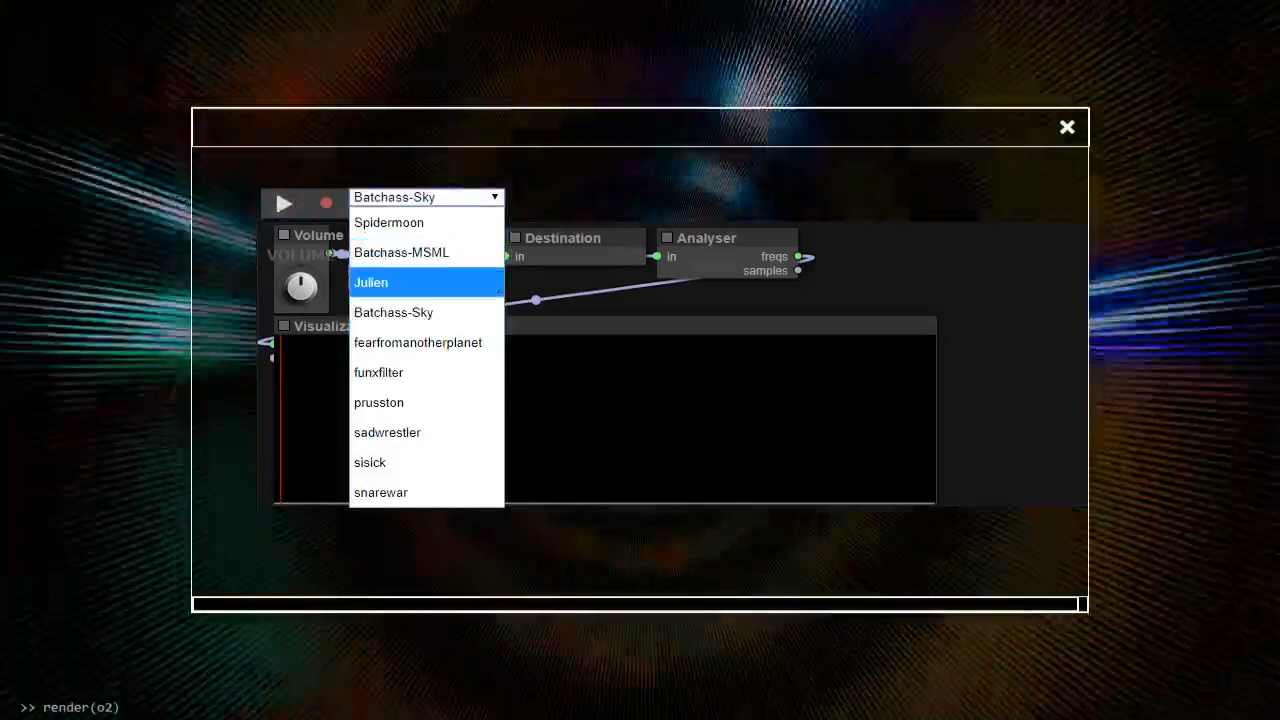 Batchass-Sky
Spidermoon
Batchass-MSML
Julien
Batchass-Sky
fearfromanotherplanet
funxfilter
prusston
sadwrestler
sisick
snarewar
Volume
VOLUME
Destination
in
Analyser
in
freqs
samples
>> render(o2)